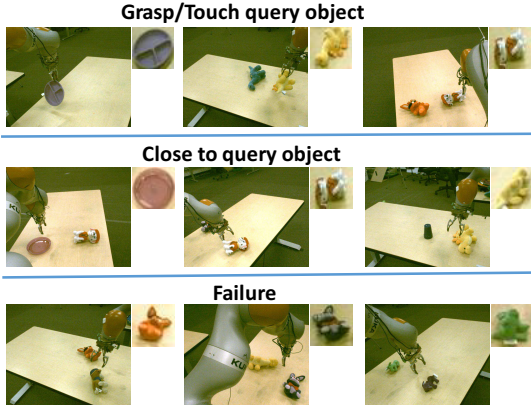 Grasp/Touch query object
Close to query object
Failure
KU
KU